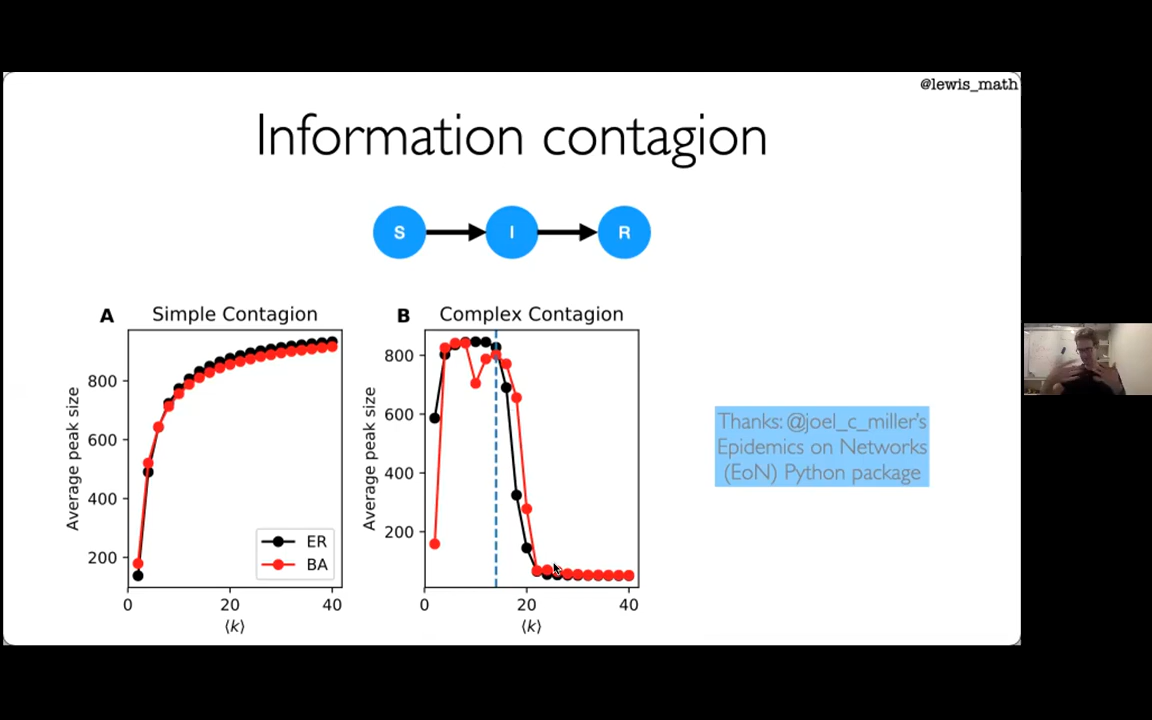 @lewis_math
Information contagion
S I R
A Simple Contagion
Average peak size
800
600
400
200
0 20 40
⟨k⟩
ER
BA
B Complex Contagion
Average peak size
800
600
400
200
0 20 40
⟨k⟩
Thanks: @joel_c_miller's
Epidemics on Networks
(EoN) Python package